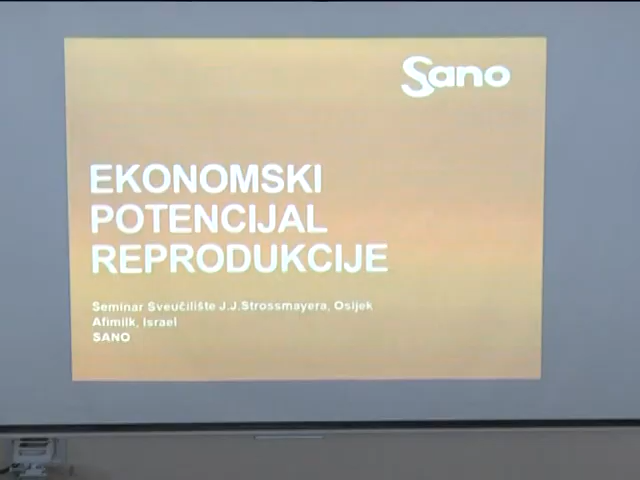 Sano
EKONOMSKI
POTENCIJAL
REPRODUKCIJE
Seminar Sveučilište J.J.Strossmayera, Osijek
Afimilk, Israel
SANO